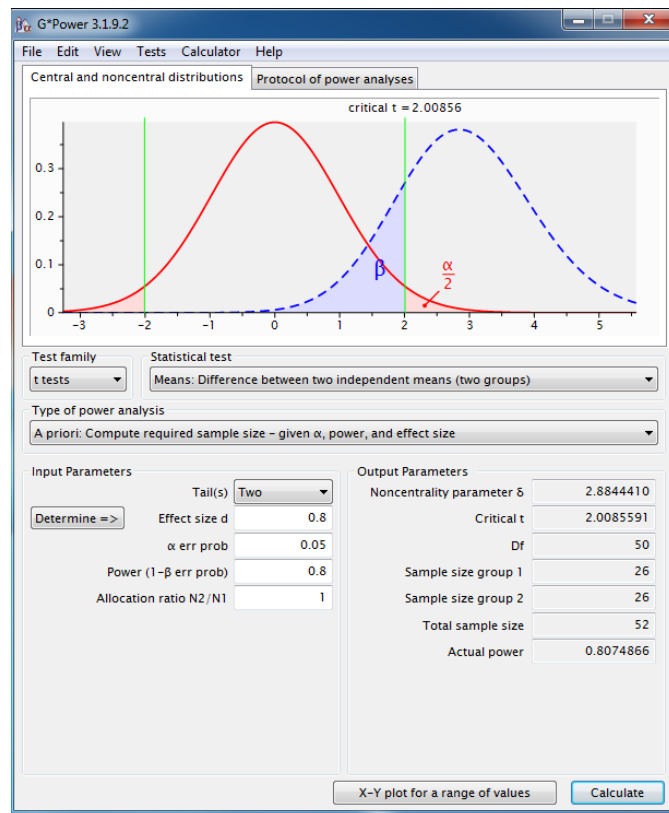 G*Power 3.1.9.2
File Edit View Tests Calculator Help
Central and noncentral distributions Protocol of power analyses
critical t = 2.00856
0.3
0.2
0.1
0
β
α
2
-3 -2 -1 0 1 2 3 4 5
Test family Statistical test
t tests Means: Difference between two independent means (two groups)
Type of power analysis
A priori: Compute required sample size – given α, power, and effect size
Input Parameters Output Parameters
Tail(s) Two Noncentrality parameter δ 2.8844410
Determine => Effect size d 0.8 Critical t 2.0085591
α err prob 0.05 Df 50
Power (1-β err prob) 0.8 Sample size group 1 26
Allocation ratio N2/N1 1 Sample size group 2 26
Total sample size 52
Actual power 0.8074866
X-Y plot for a range of values Calculate